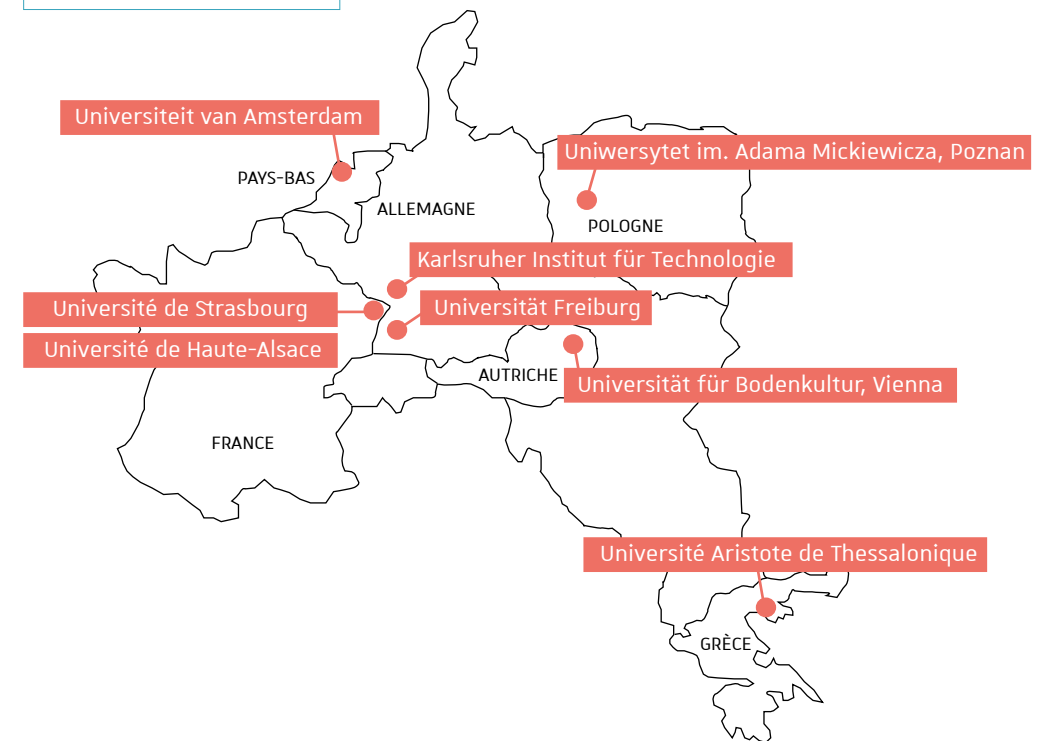 Universiteit van Amsterdam
Uniwersytet im. Adama Mickiewicza, Poznan
PAYS-BAS
ALLEMAGNE
POLOGNE
Karlsruher Institut für Technologie
Université de Strasbourg
Universität Freiburg
Université de Haute-Alsace
AUTRICHE
Universität für Bodenkultur, Vienna
FRANCE
Université Aristote de Thessalonique
GRÈCE